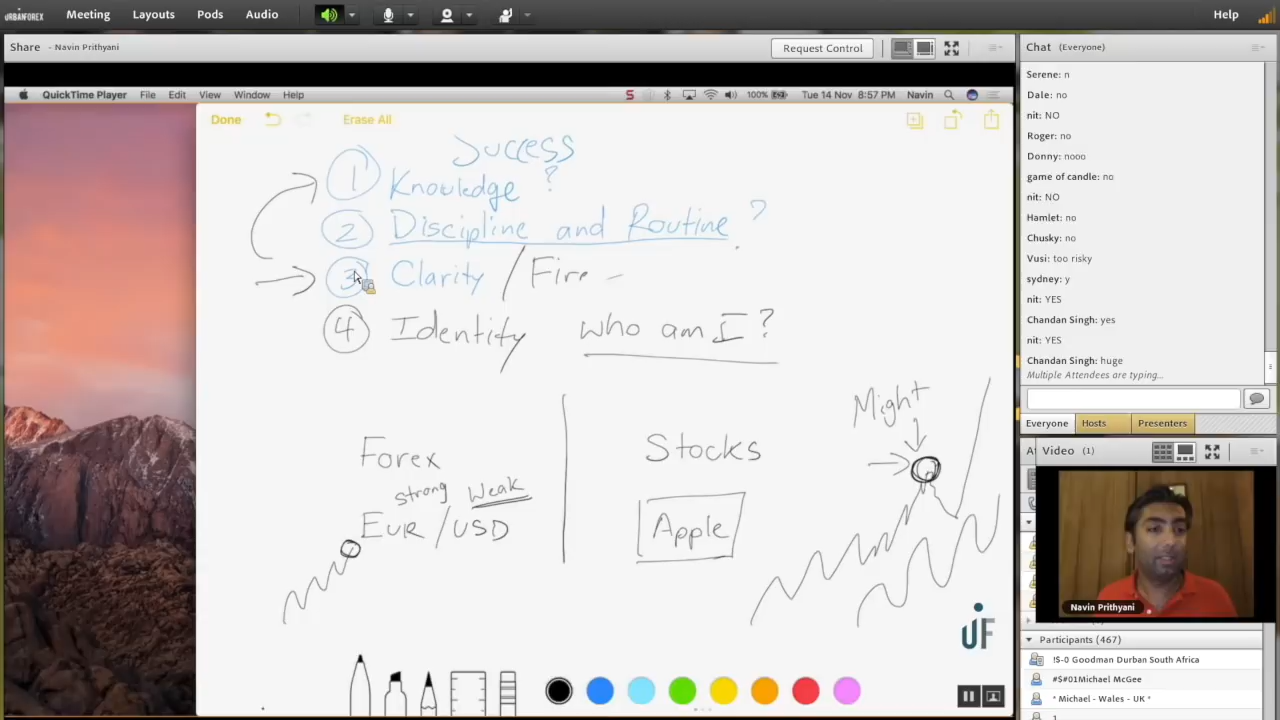 URBANFOREX Meeting Layouts Pods Audio Help
Share - Navin Prithyani
Request Control
QuickTime Player File Edit View Window Help S 100% Tue 14 Nov 8:57 PM Navin
Done Erase All
Success
1 Knowledge ?
2 Discipline and Routine ?
3 Clarity / Fire -
4 Identity who am I ?
Might
Forex
strong Weak
EUR/USD
Stocks
Apple
UF
Chat (Everyone)
Serene: n
Dale: no
nit: NO
Roger: no
Donny: nooo
game of candle: no
nit: NO
Hamlet: no
Chusky: no
Vusi: too risky
sydney: y
nit: YES
Chandan Singh: yes
nit: YES
Chandan Singh: huge
Multiple Attendees are typing...
Everyone Hosts Presenters
Video (1)
Navin Prithyani
Participants (467)
!$-0 Goodman Durban South Africa
#$#01Michael McGee
* Michael - Wales - UK *
1